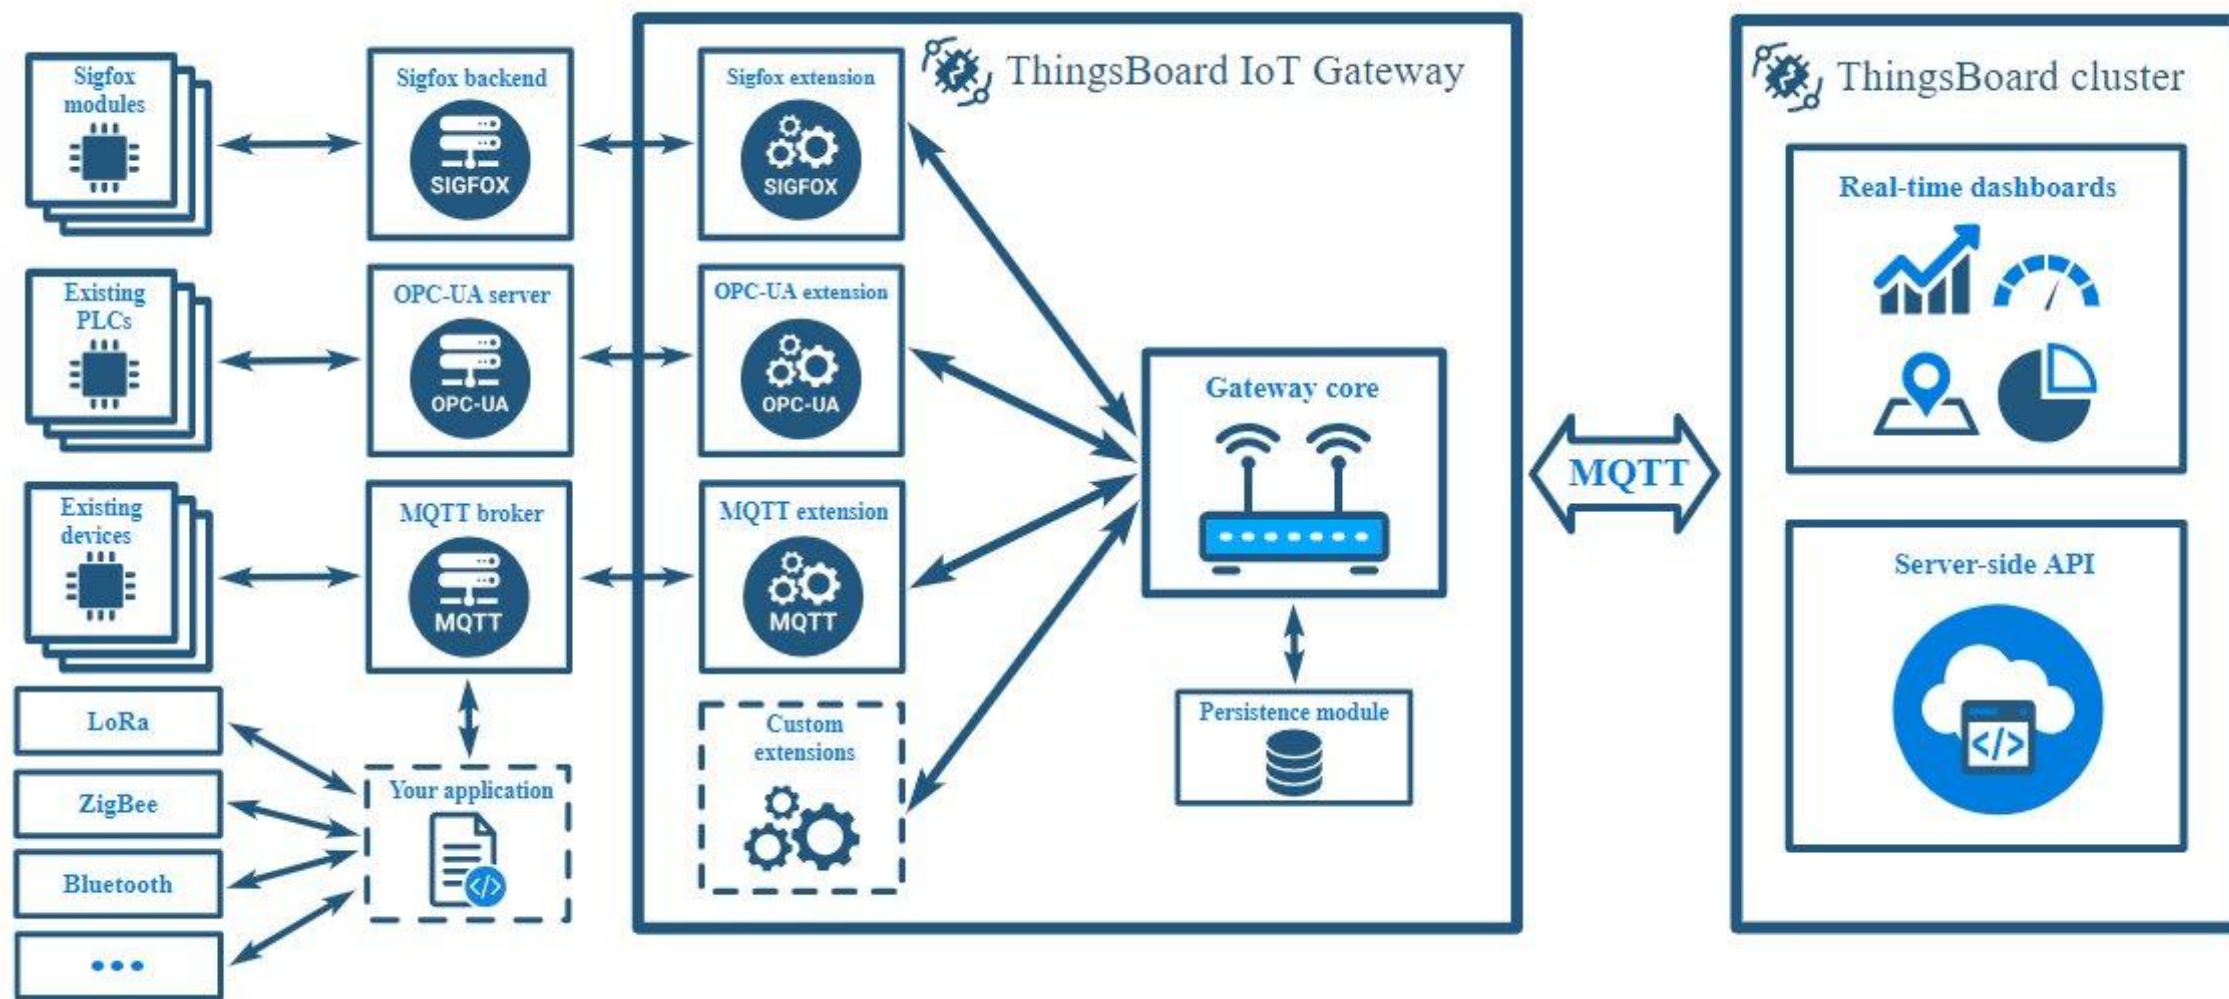 Sigfox
modules
Sigfox backend
SIGFOX
Sigfox extension
SIGFOX
ThingsBoard IoT Gateway
ThingsBoard cluster
Real-time dashboards
Existing
PLCs
OPC-UA server
OPC-UA
OPC-UA extension
OPC-UA
Gateway core
MQTT
Existing
devices
MQTT broker
MQTT
MQTT extension
MQTT
Server-side API
</>
LoRa
ZigBee
Bluetooth
...
Your application
</>
Custom
extensions
Persistence module